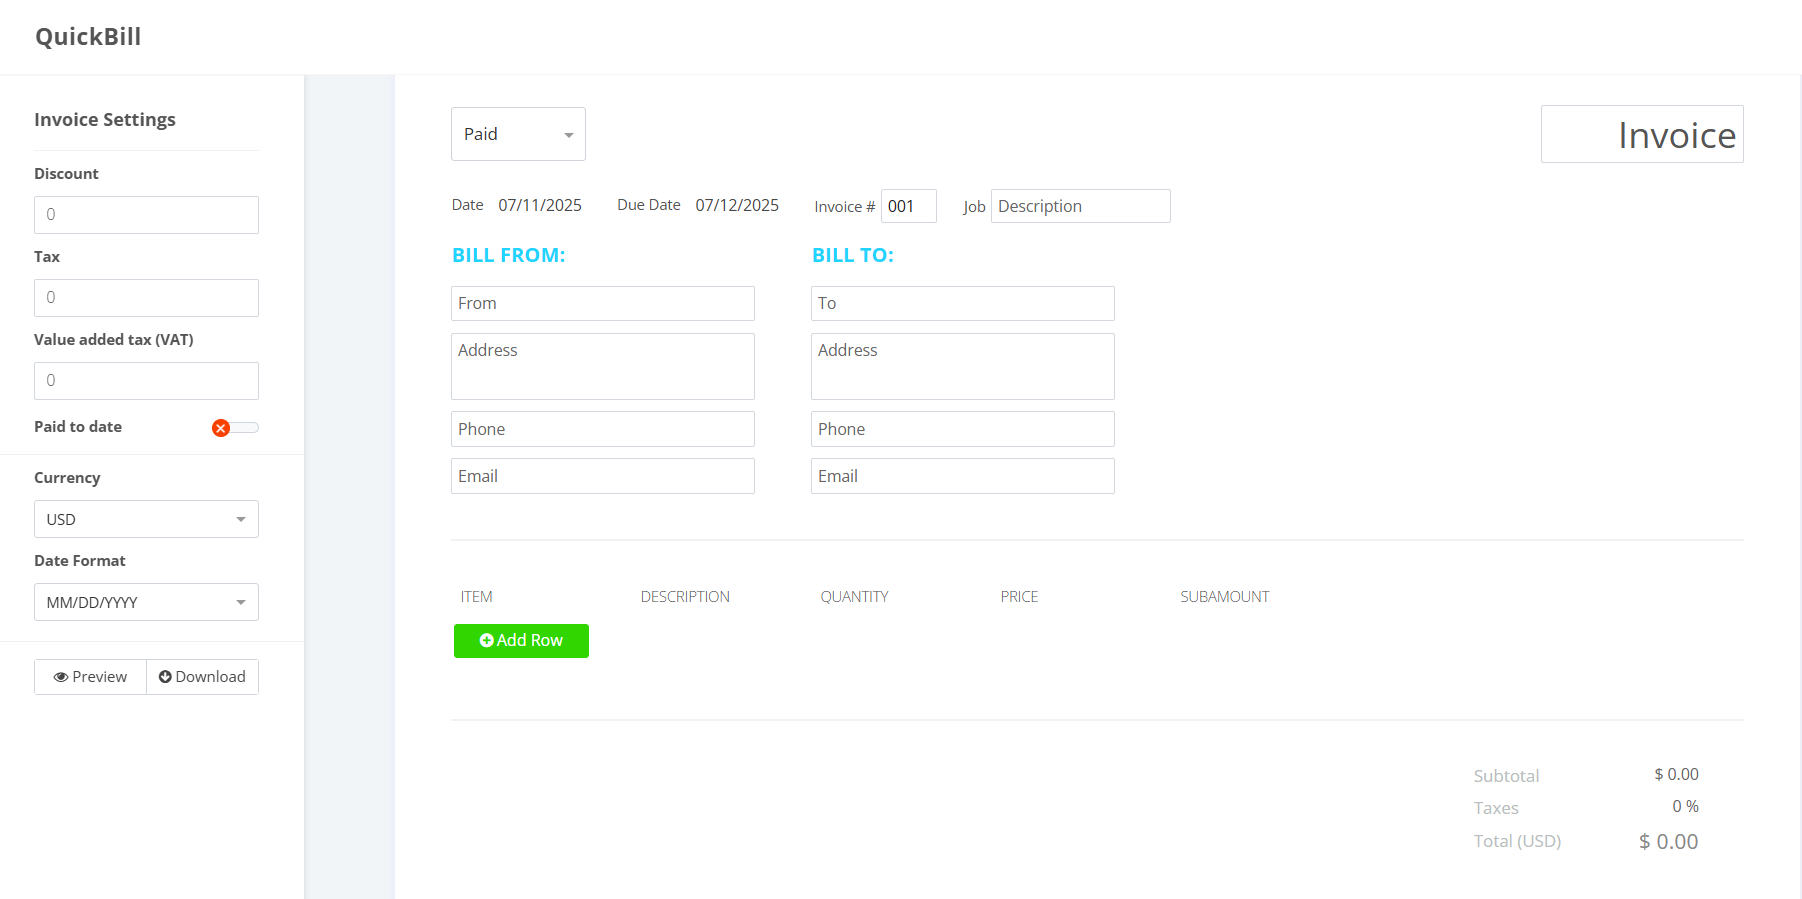 QuickBill
Invoice Settings
Discount
0
Tax
0
Value added tax (VAT)
0
Paid to date
Currency
USD
Date Format
MM/DD/YYYY
Preview Download
Paid
Invoice
Date 07/11/2025 Due Date 07/12/2025 Invoice # 001 Job Description
BILL FROM: BILL TO:
From To
Address Address
Phone Phone
Email Email
ITEM DESCRIPTION QUANTITY PRICE SUBAMOUNT
Add Row
Subtotal $ 0.00
Taxes 0 %
Total (USD) $ 0.00